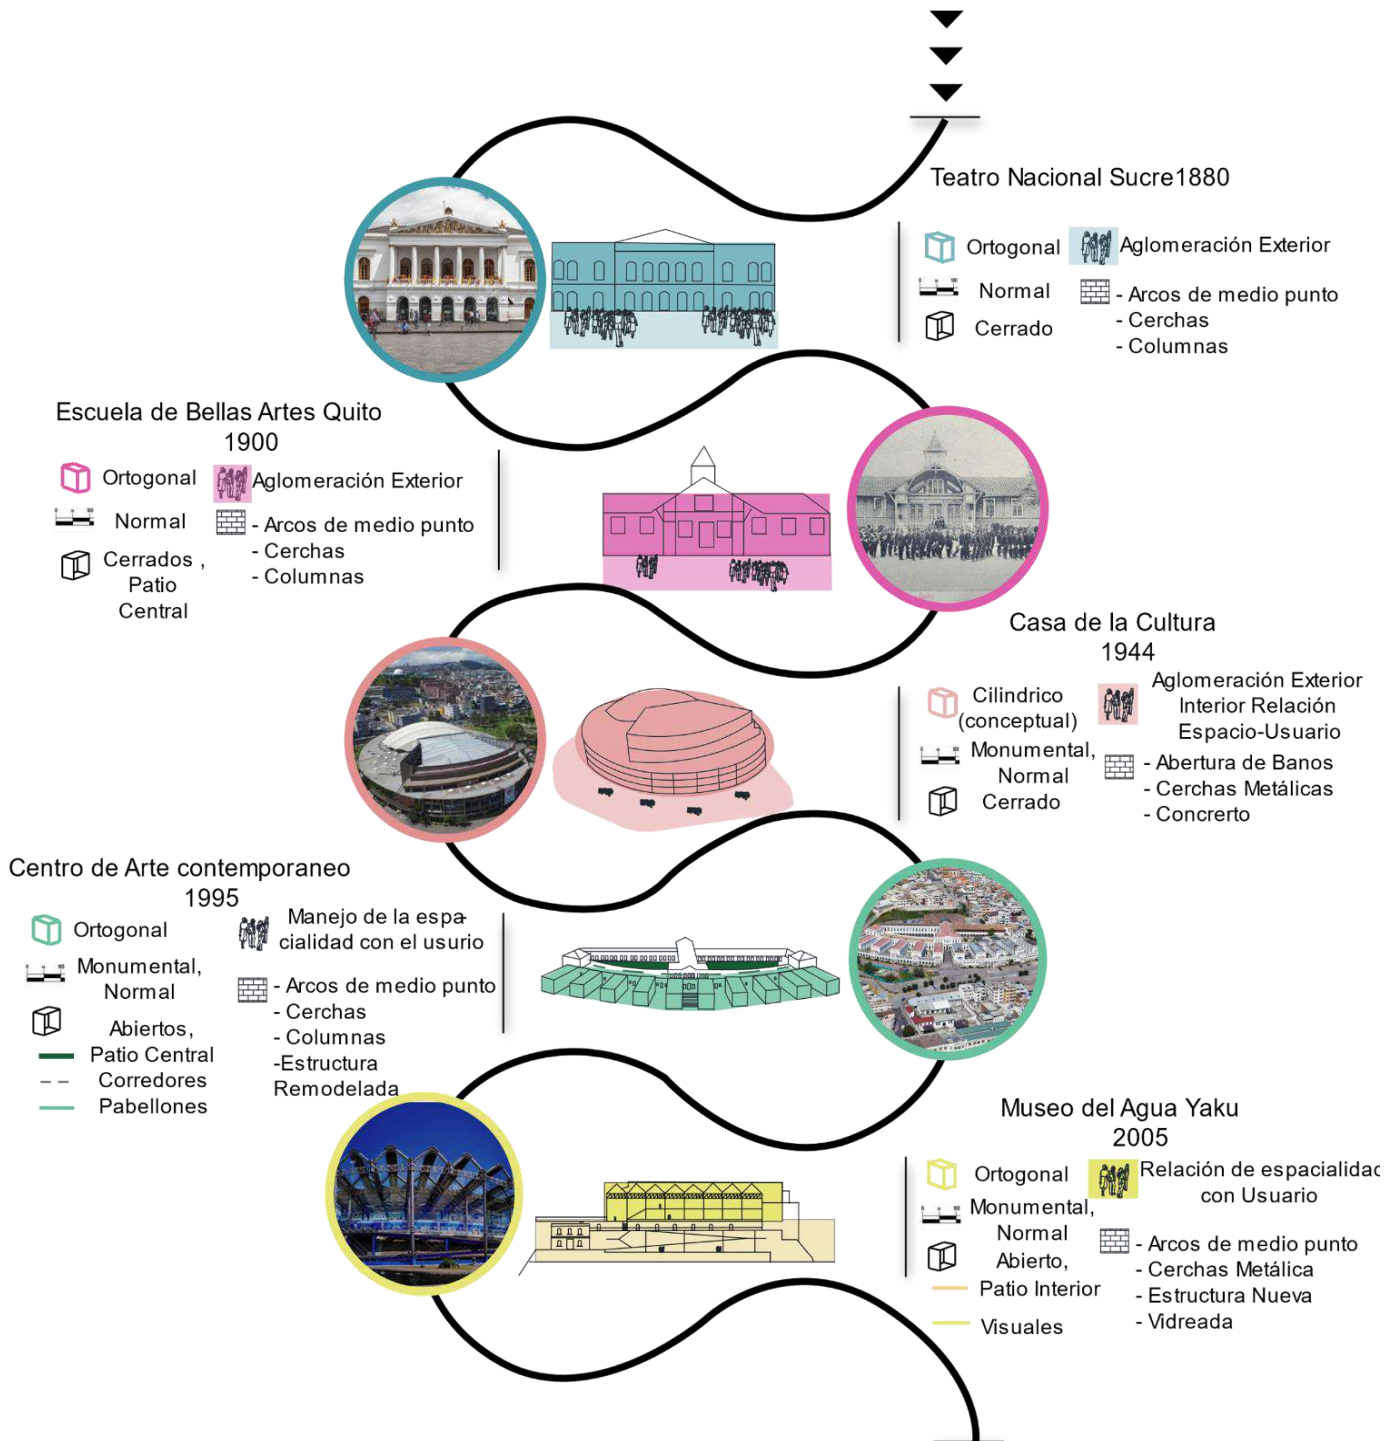 Teatro Nacional Sucre1880
Ortogonal
Aglomeración Exterior
Normal
Cerrado
- Arcos de medio punto
- Cerchas
- Columnas
Escuela de Bellas Artes Quito
1900
Ortogonal
Aglomeración Exterior
Normal
Cerrados ,
Patio
Central
- Arcos de medio punto
- Cerchas
- Columnas
Casa de la Cultura
1944
Cilindrico
(conceptual)
Aglomeración Exterior
Interior Relación
Espacio-Usuario
Monumental,
Normal
Cerrado
- Abertura de Banos
- Cerchas Metálicas
- Concrerto
Centro de Arte contemporaneo
1995
Ortogonal
Manejo de la espa-
cialidad con el usurio
Monumental,
Normal
Abiertos,
Patio Central
Corredores
Pabellones
- Arcos de medio punto
- Cerchas
- Columnas
-Estructura
Remodelada
Museo del Agua Yaku
2005
Ortogonal
Relación de espacialidad
con Usuario
Monumental,
Normal
Abierto,
Patio Interior
Visuales
- Arcos de medio punto
- Cerchas Metálica
- Estructura Nueva
- Vidreada